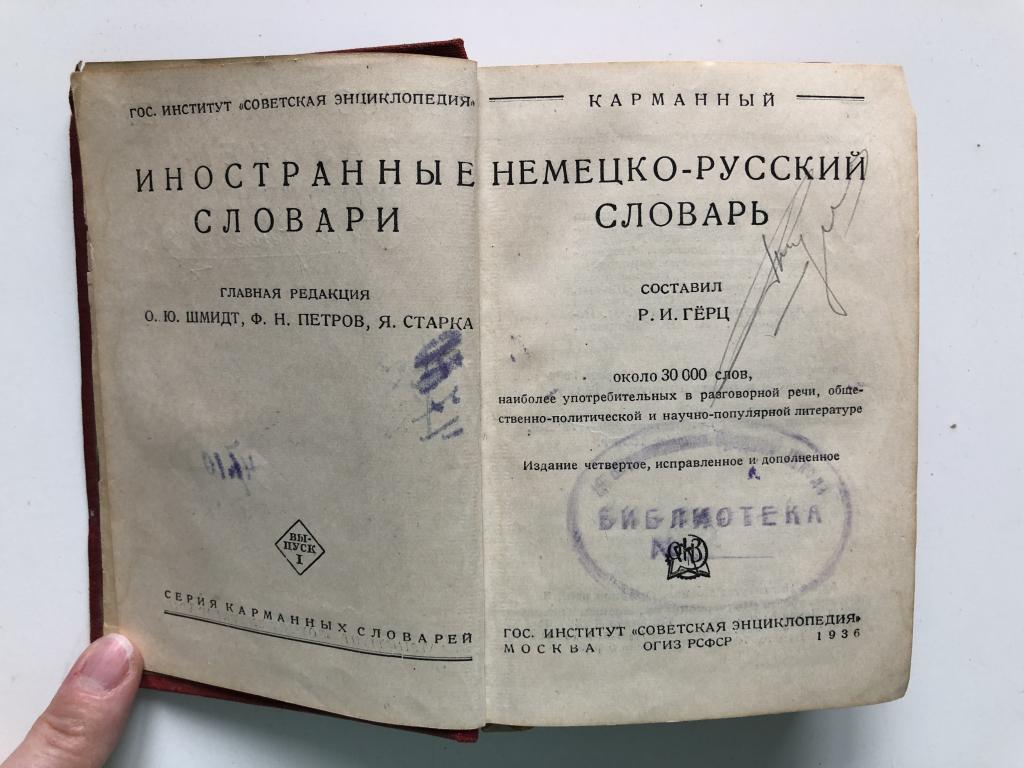 ГОС. ИНСТИТУТ «СОВЕТСКАЯ ЭНЦИКЛОПЕДИЯ»
ИНОСТРАННЫЕ
СЛОВАРИ
ГЛАВНАЯ РЕДАКЦИЯ
О. Ю. ШМИДТ, Ф. Н. ПЕТРОВ, Я. СТАРКА
ВЫ-
ПУСК
I
СЕРИЯ КАРМАННЫХ СЛОВАРЕЙ
КАРМАННЫЙ
НЕМЕЦКО-РУССКИЙ
СЛОВАРЬ
СОСТАВИЛ
Р. И. ГЁРЦ
ОКОЛО 30 000 СЛОВ,
наиболее употребительных в разговорной речи, обще-
ственно-политической и научно-популярной литературе
Издание четвертое, исправленное и дополненное
БИБЛИОТЕКА
ГОС. ИНСТИТУТ «СОВЕТСКАЯ ЭНЦИКЛОПЕДИЯ»
МОСКВА ОГИЗ РСФСР 1936